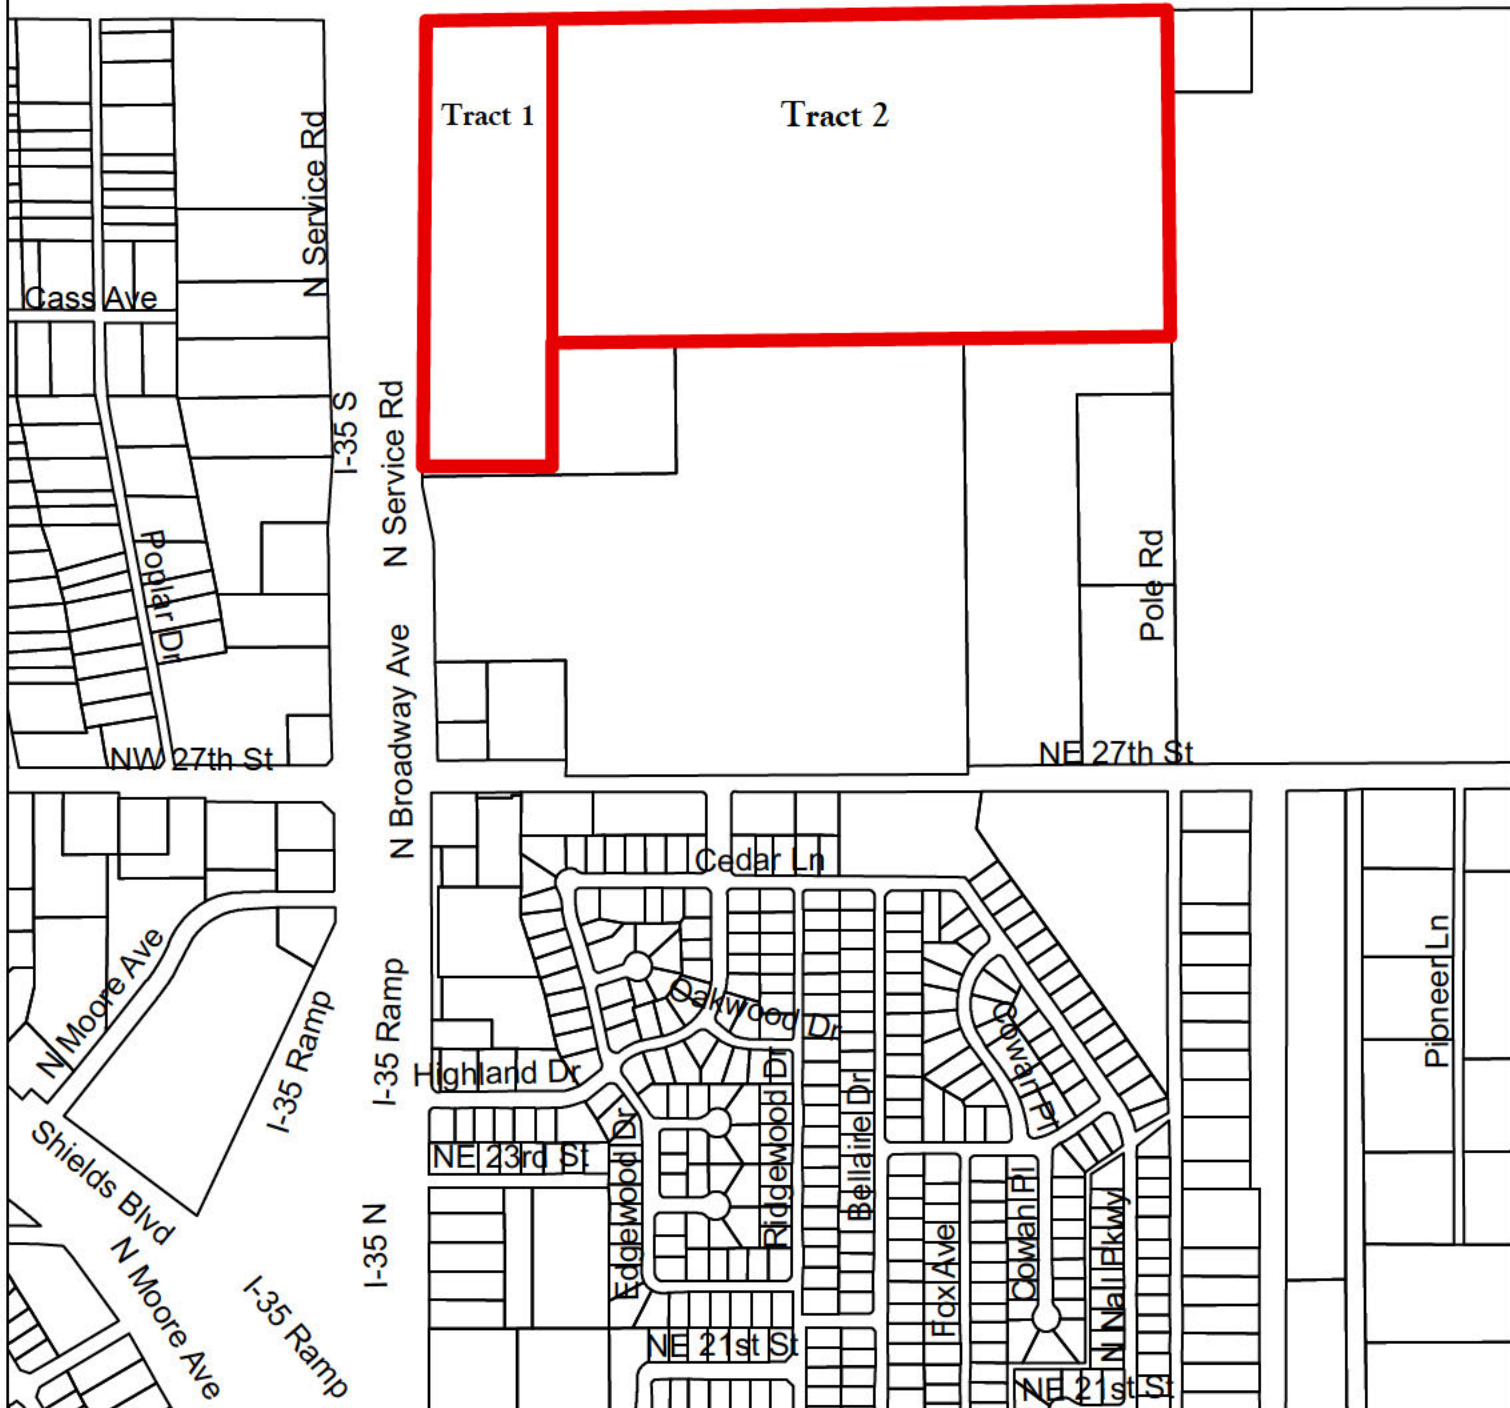 Tract 1
Tract 2
N Service Rd
Cass Ave
I-35 S
N Service Rd
Poplar Dr
Pole Rd
N Broadway Ave
NW 27th St
NE 27th St
Cedar Ln
N Moore Ave
I-35 Ramp
I-35 Ramp
Oakwood Dr
Cowan Pl
Pioneer Ln
Highland Dr
Shields Blvd
NE 23rd St
Edgewood Dr
Ridgewood Dr
Bellaire Dr
Cowan Pl
N Nail Pkwy
Fox Ave
I-35 N
N Moore Ave
I-35 Ramp
NE 21st St
NE 21st St